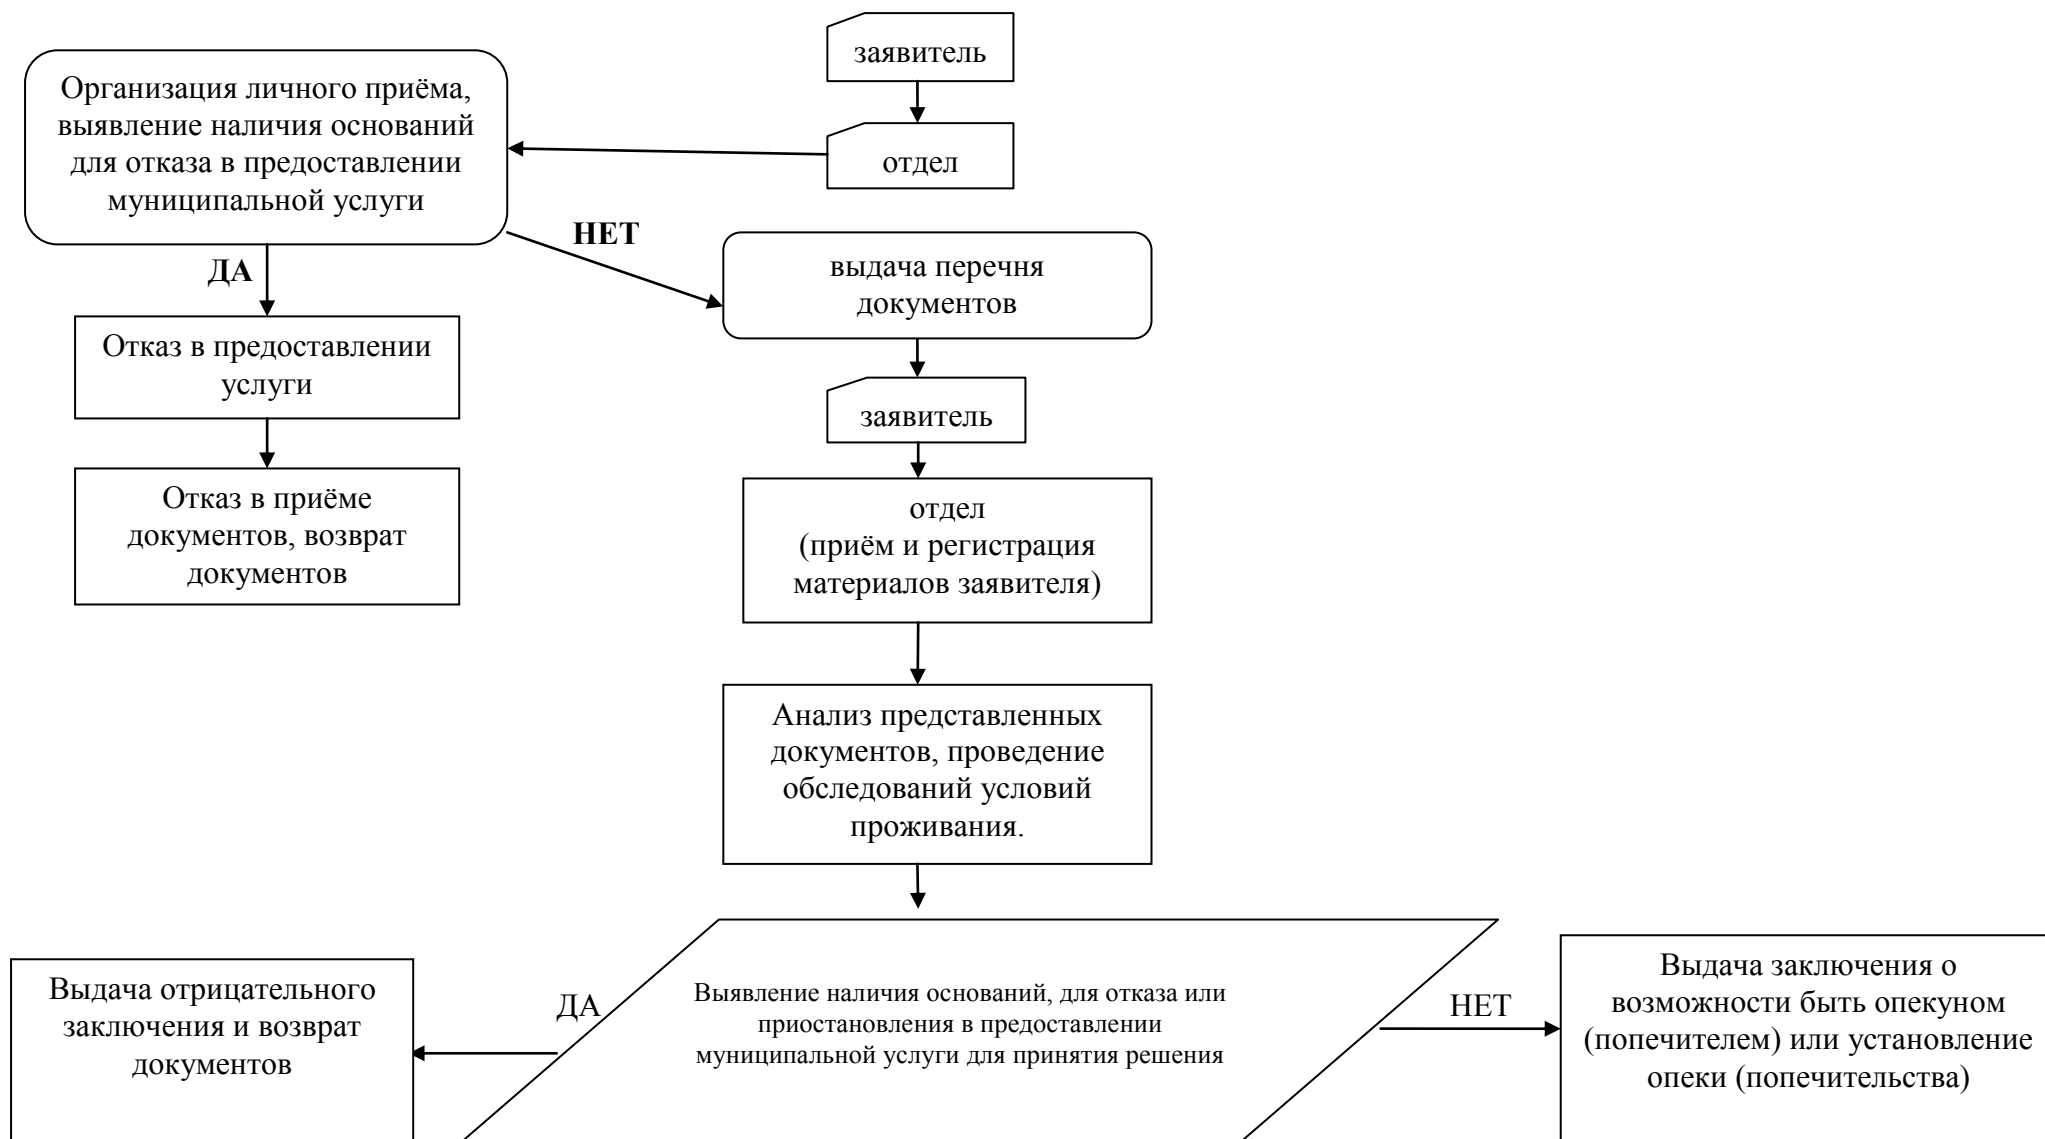 заявитель
Организация личного приёма,
выявление наличия оснований
для отказа в предоставлении
муниципальной услуги
отдел
НЕТ
ДА
выдача перечня
документов
Отказ в предоставлении
услуги
заявитель
Отказ в приёме
документов, возврат
документов
отдел
(приём и регистрация
материалов заявителя)
Анализ представленных
документов, проведение
обследований условий
проживания.
Выдача отрицательного
заключения и возврат
документов
ДА
Выявление наличия оснований, для отказа или
приостановления в предоставлении
муниципальной услуги для принятия решения
НЕТ
Выдача заключения о
возможности быть опекуном
(попечителем) или установление
опеки (попечительства)